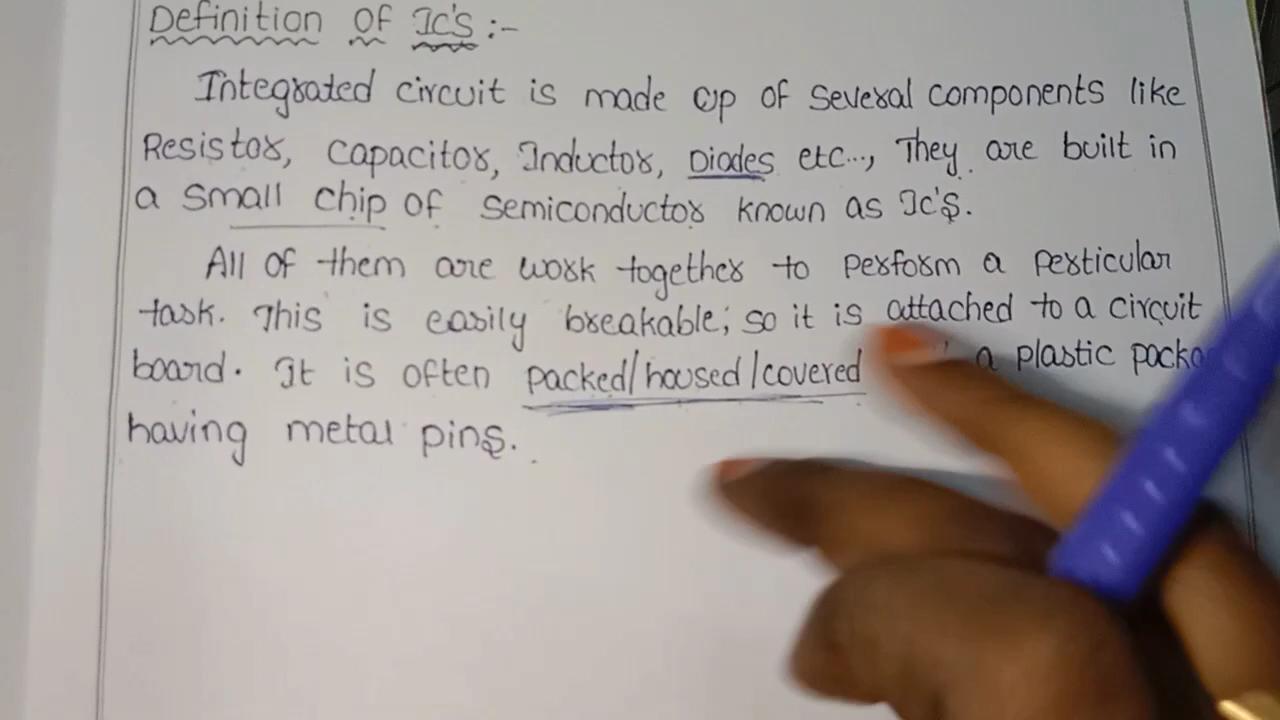 Definition Of Ic's :-
Integrated circuit is made up of several components like
Resistor, Capacitor, Inductor, Diodes etc..., They are built in
a small chip of semiconductor known as Ic's.
All of them are work together to perform a perticular
task. This is easily breakable; so it is attached to a circuit
board. It is often packed/housed/covered a plastic
having metal pins.